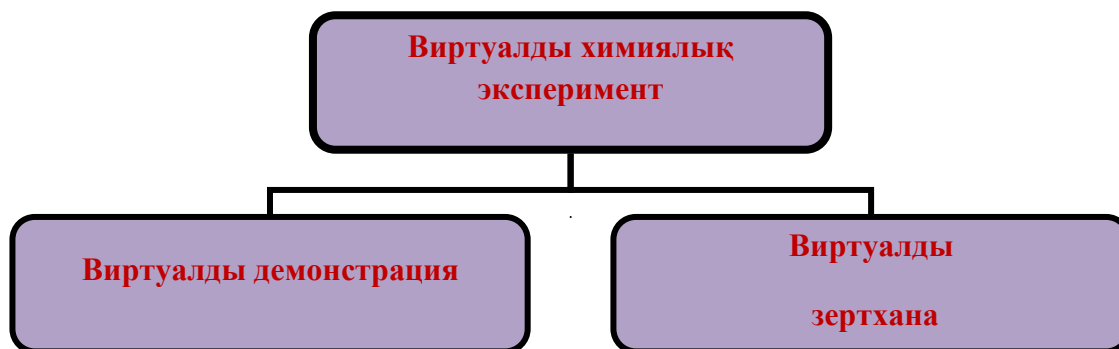 Виртуалды химиялық
эксперимент
Виртуалды демонстрация
Виртуалды
зертхана